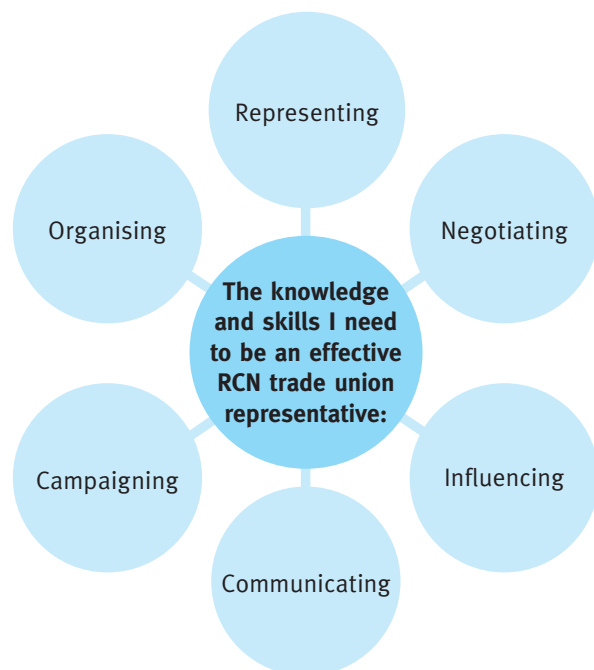 Representing
Organising
Negotiating
The knowledge
and skills I need
to be an effective
RCN trade union
representative:
Campaigning
Influencing
Communicating